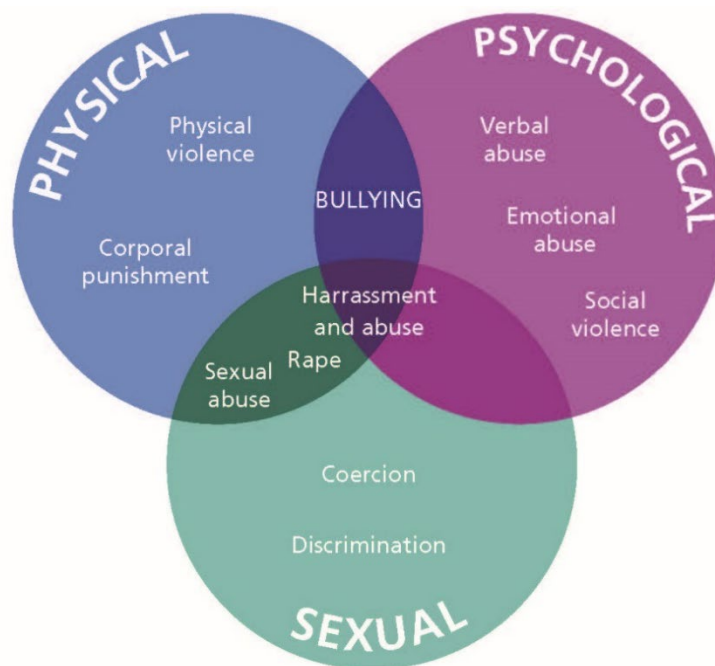 PHYSICAL
PSYCHOLOGICAL
Physical
violence
Verbal
abuse
BULLYING
Emotional
abuse
Corporal
punishment
Harrassment
and abuse
Social
violence
Rape
Sexual
abuse
Coercion
Discrimination
SEXUAL